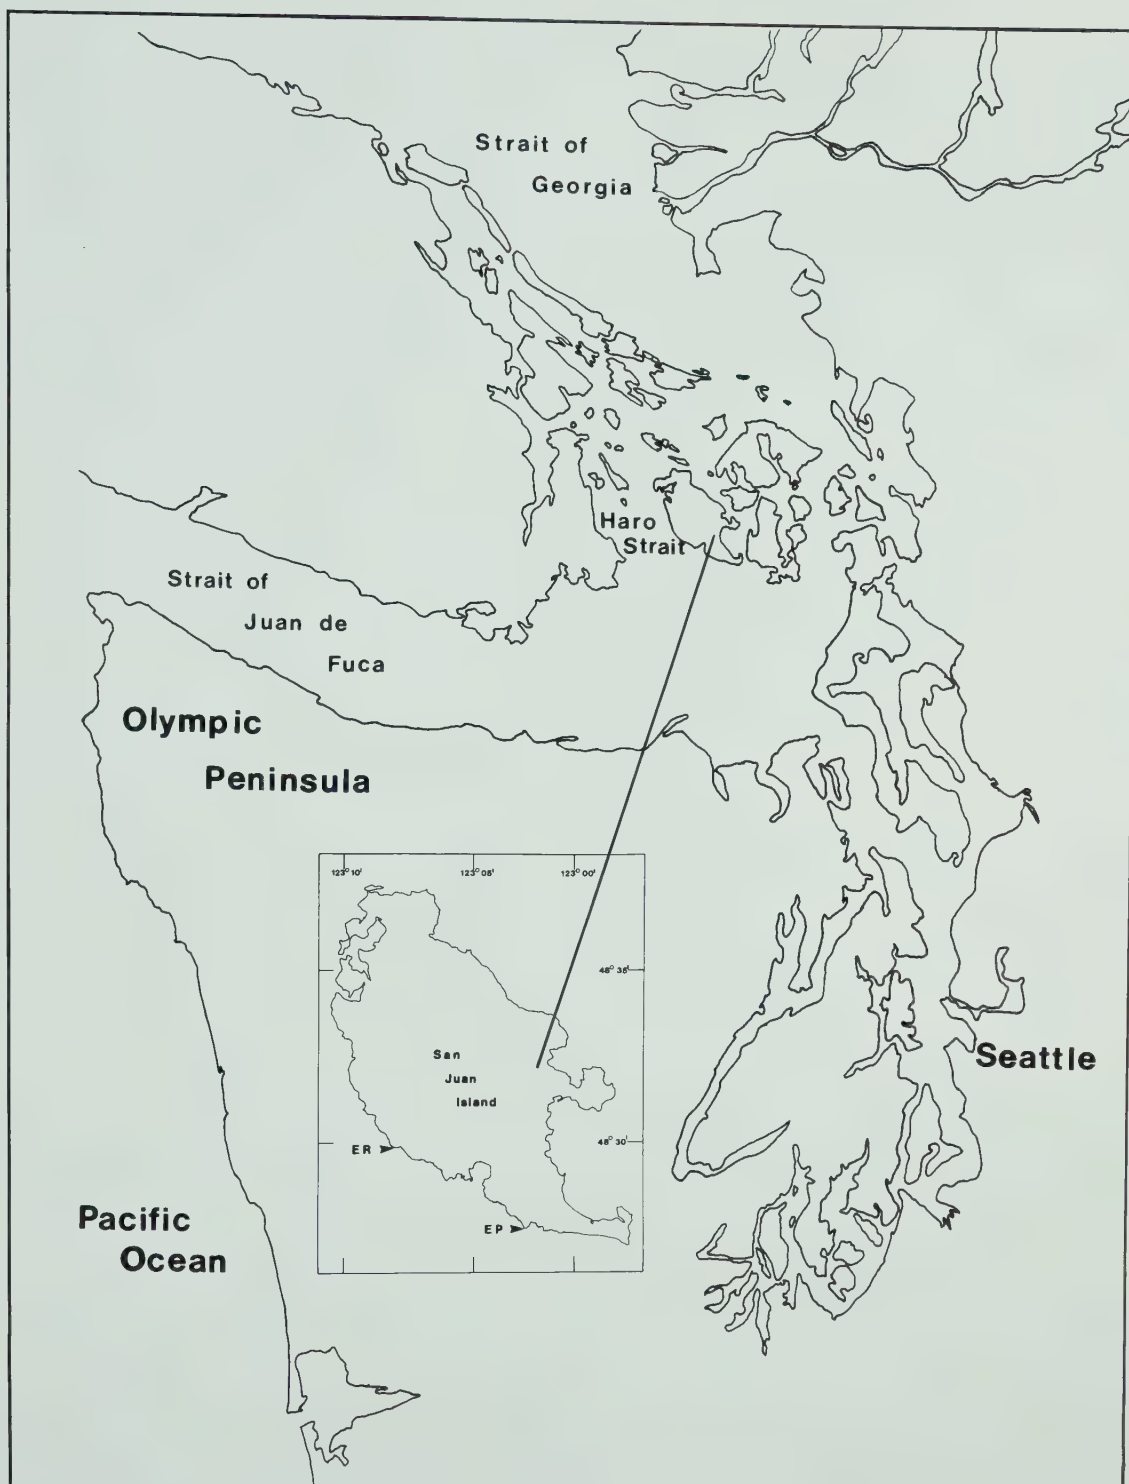 Strait of
Georgia
Haro
Strait
Strait of
Juan de
Fuca
Olympic
Peninsula
123° 10'
123° 05'
123° 00'
48° 35'
San
Juan
Island
48° 30'
ER
EP
Seattle
Pacific
Ocean